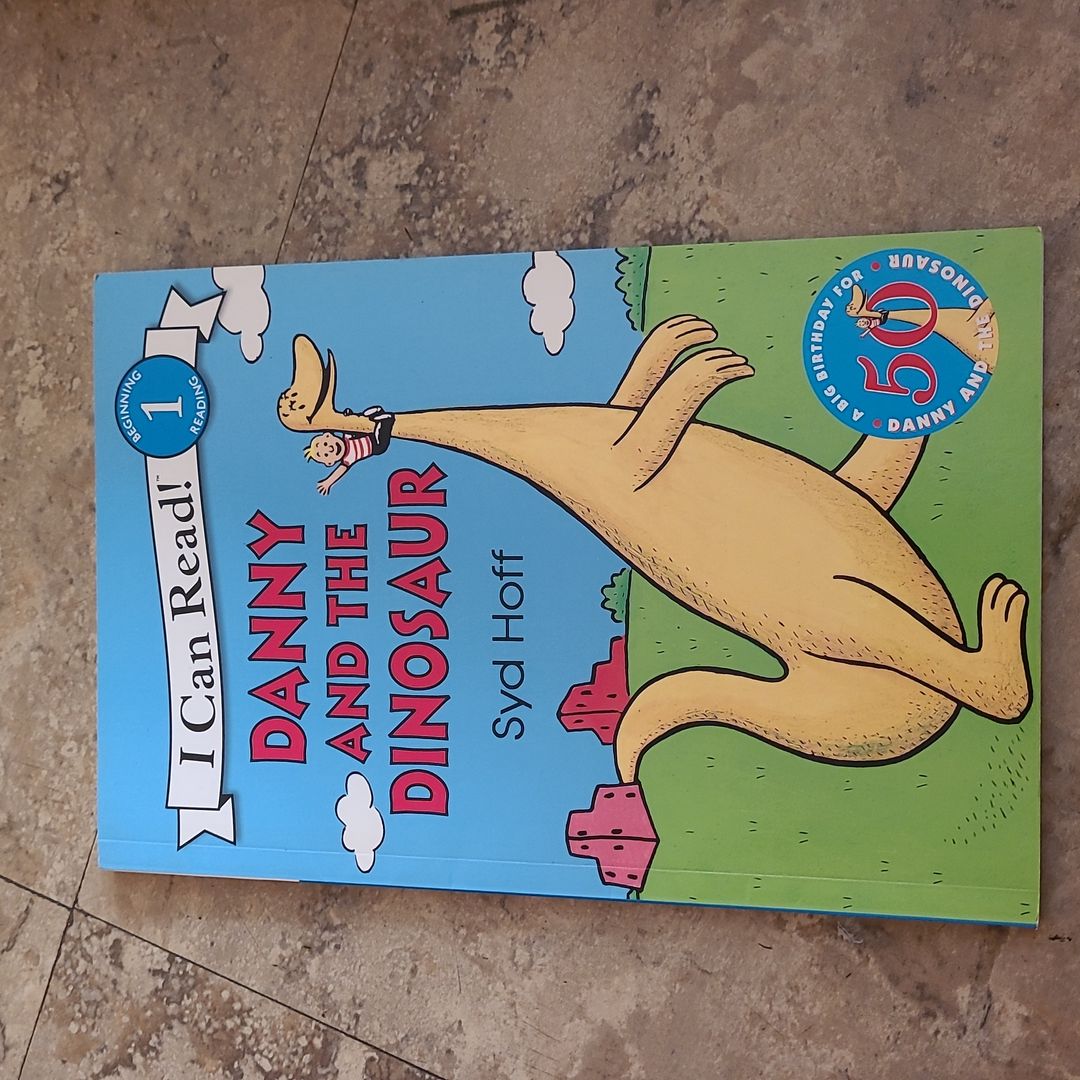 I Can Read!™
BEGINNING
1
READING
DANNY
AND THE
DINOSAUR
Syd Hoff
A BIG BIRTHDAY FOR
50
• DANNY AND THE DINOSAUR •